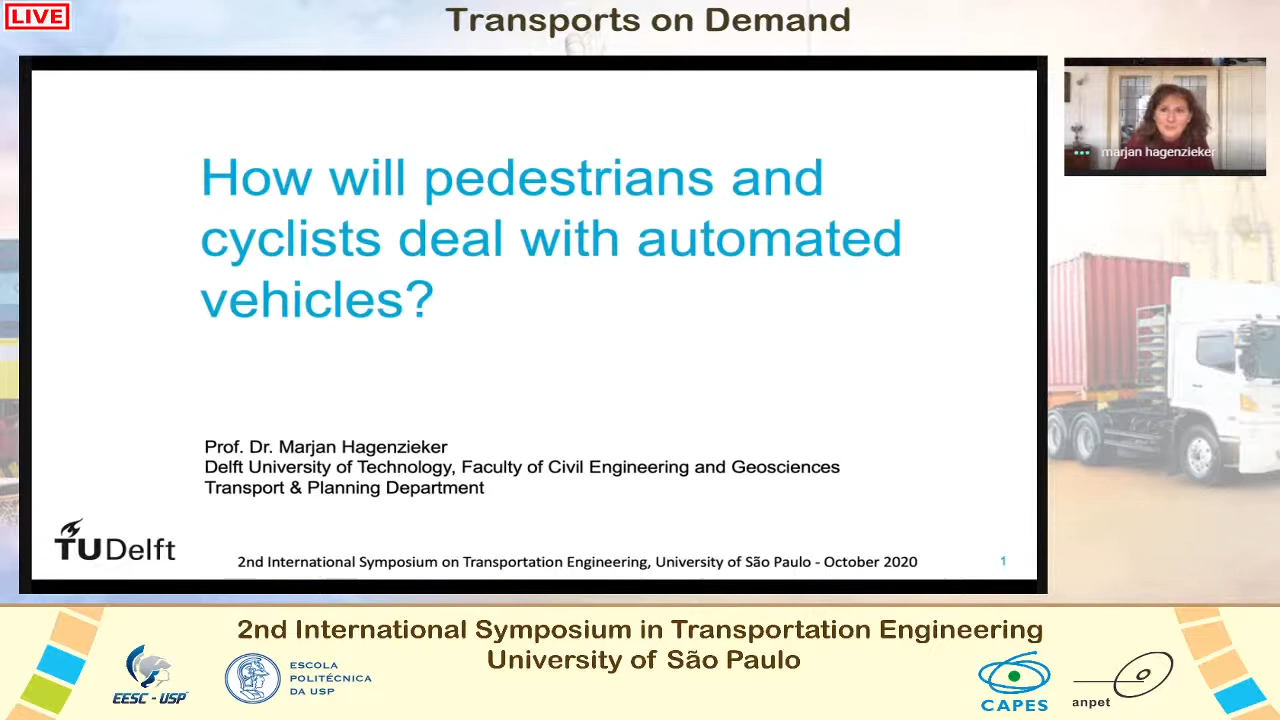 LIVE
Transports on Demand
How will pedestrians and
cyclists deal with automated
vehicles?
marjan hagenzieker
Prof. Dr. Marjan Hagenzieker
Delft University of Technology, Faculty of Civil Engineering and Geosciences
Transport & Planning Department
TU Delft
2nd International Symposium on Transportation Engineering, University of São Paulo - October 2020
1
2nd International Symposium in Transportation Engineering
University of São Paulo
EESC - USP
ESCOLA
POLITÉCNICA
DA USP
CAPES
anpet